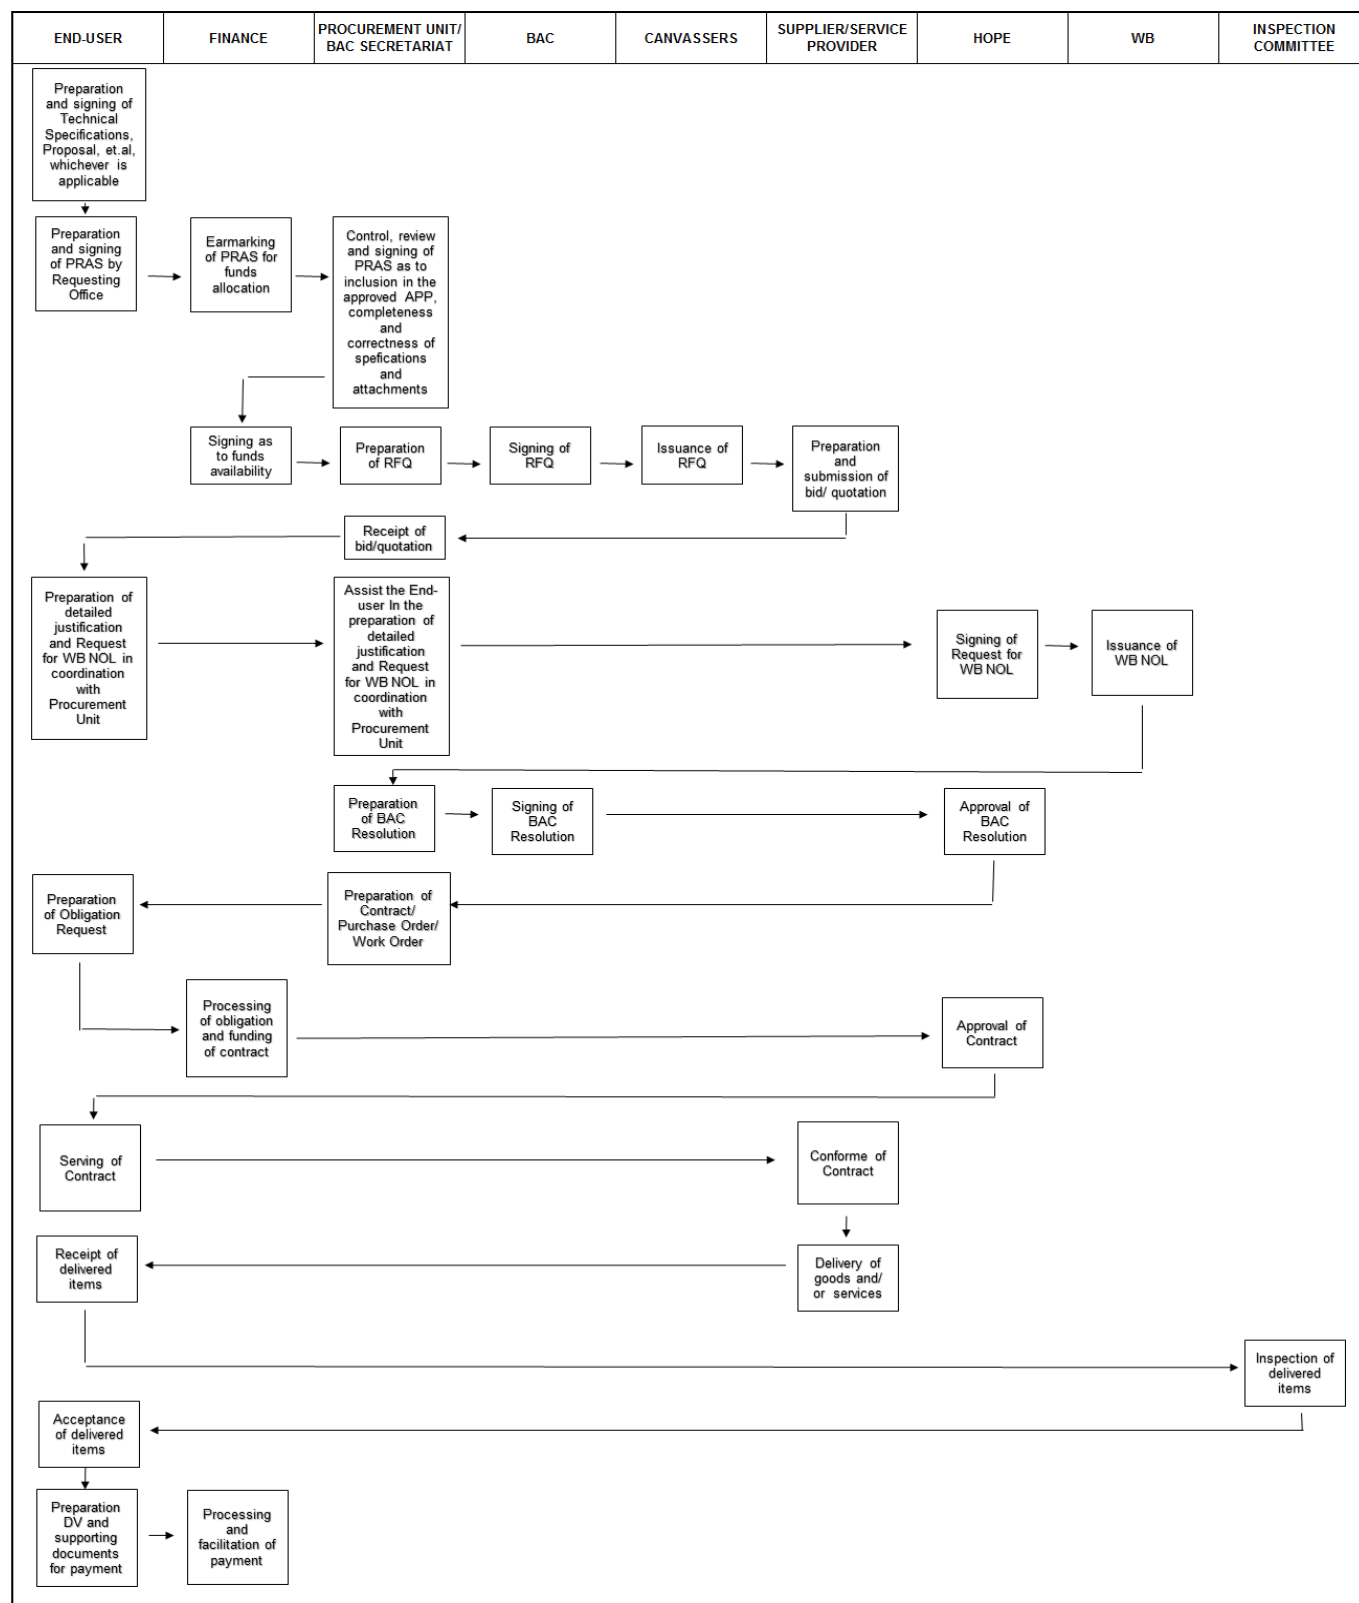 END-USER
FINANCE
PROCUREMENT UNIT/
BAC SECRETARIAT
BAC
CANVASSERS
SUPPLIER/SERVICE
PROVIDER
HOPE
WB
INSPECTION
COMMITTEE
Preparation
and signing of
Technical
Specifications,
Proposal, et.al,
whichever is
applicable
Preparation
and signing
of PRAS by
Requesting
Office
Earmarking
of PRAS for
funds
allocation
Control, review
and signing of
PRAS as to
inclusion in the
approved APP,
completeness
and
correctness of
spefications
and
attachments
Signing as
to funds
availability
Preparation
of RFQ
Signing of
RFQ
Issuance of
RFQ
Preparation
and
submission of
bid/ quotation
Receipt of
bid/quotation
Preparation of
detailed
justification
and Request
for WB NOL in
coordination
with
Procurement
Unit
Assist the End-
user In the
preparation of
detailed
justification
and Request
for WB NOL in
coordination
with
Procurement
Unit
Signing of
Request for
WB NOL
Issuance of
WB NOL
Preparation
of BAC
Resolution
Signing of
BAC
Resolution
Approval of
BAC
Resolution
Preparation
of Obligation
Request
Preparation of
Contract/
Purchase Order/
Work Order
Processing
of obligation
and funding
of contract
Approval of
Contract
Serving of
Contract
Conforme of
Contract
Receipt of
delivered
items
Delivery of
goods and/
or services
Inspection of
delivered
items
Acceptance
of delivered
items
Preparation
DV and
supporting
documents
for payment
Processing
and
facilitation of
payment